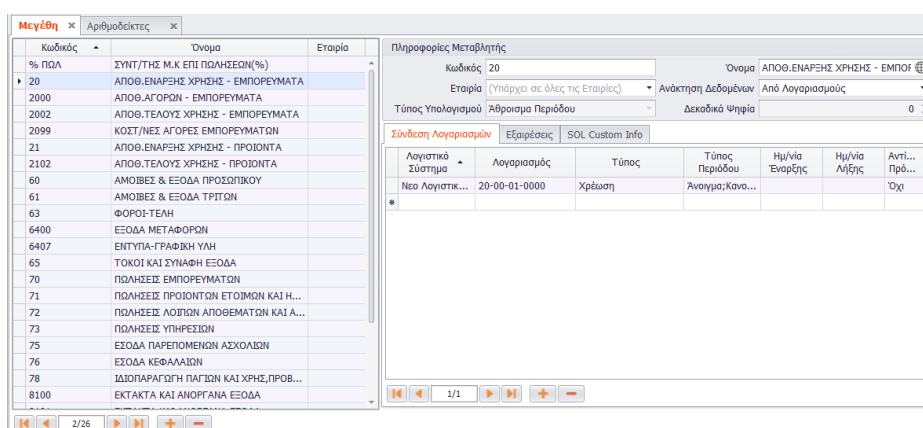 Μεγέθη
Αριθμοδείκτες
Κωδικός Όνομα Εταιρία
% ΠΩΛ ΣΥΝΤ/ΤΗΣ Μ.Κ ΕΠΙ ΠΩΛΗΣΕΩΝ(%)
20 ΑΠΟΘ.ΕΝΑΡΞΗΣ ΧΡΗΣΗΣ - ΕΜΠΟΡΕΥΜΑΤΑ
2000 ΑΠΟΘ.ΑΓΟΡΩΝ - ΕΜΠΟΡΕΥΜΑΤΑ
2002 ΑΠΟΘ.ΤΕΛΟΥΣ ΧΡΗΣΗΣ - ΕΜΠΟΡΕΥΜΑΤΑ
2099 ΚΟΣΤ/ΝΕΣ ΑΓΟΡΕΣ ΕΜΠΟΡΕΥΜΑΤΩΝ
21 ΑΠΟΘ.ΕΝΑΡΞΗΣ ΧΡΗΣΗΣ - ΠΡΟΙΟΝΤΑ
2102 ΑΠΟΘ.ΤΕΛΟΥΣ ΧΡΗΣΗΣ - ΠΡΟΙΟΝΤΑ
60 ΑΜΟΙΒΕΣ & ΕΞΟΔΑ ΠΡΟΣΩΠΙΚΟΥ
61 ΑΜΟΙΒΕΣ & ΕΞΟΔΑ ΤΡΙΤΩΝ
63 ΦΟΡΟΙ-ΤΕΛΗ
6400 ΕΞΟΔΑ ΜΕΤΑΦΟΡΩΝ
6407 ΕΝΤΥΠΑ-ΓΡΑΦΙΚΗ ΥΛΗ
65 ΤΟΚΟΙ ΚΑΙ ΣΥΝΑΦΗ ΕΞΟΔΑ
70 ΠΩΛΗΣΕΙΣ ΕΜΠΟΡΕΥΜΑΤΩΝ
71 ΠΩΛΗΣΕΙΣ ΠΡΟΙΟΝΤΩΝ ΕΤΟΙΜΩΝ ΚΑΙ Η...
72 ΠΩΛΗΣΕΙΣ ΛΟΙΠΩΝ ΑΠΟΘΕΜΑΤΩΝ ΚΑΙ Α...
73 ΠΩΛΗΣΕΙΣ ΥΠΗΡΕΣΙΩΝ
75 ΕΣΟΔΑ ΠΑΡΕΠΟΜΕΝΩΝ ΑΣΧΟΛΙΩΝ
76 ΕΣΟΔΑ ΚΕΦΑΛΑΙΩΝ
78 ΙΔΙΟΠΑΡΑΓΩΓΗ ΠΑΓΙΩΝ ΚΑΙ ΧΡΗΣ,ΠΡΟΒ...
8100 ΕΚΤΑΚΤΑ ΚΑΙ ΑΝΟΡΓΑΝΑ ΕΞΟΔΑ
2/26
Πληροφορίες Μεταβλητής
Κωδικός 20 Όνομα ΑΠΟΘ.ΕΝΑΡΞΗΣ ΧΡΗΣΗΣ - ΕΜΠΟΡ
Εταιρία (Υπάρχει σε όλες τις Εταιρίες) Ανάκτηση Δεδομένων Από Λογαριασμούς
Τύπος Υπολογισμού Άθροισμα Περιόδου Δεκαδικά Ψηφία 0
Σύνδεση Λογαριασμών Εξαιρέσεις SOL Custom Info
Λογιστικό Σύστημα Λογαριασμός Τύπος Τύπος Περιόδου Ημ/νία Έναρξης Ημ/νία Λήξης Αντί... Πρό...
Νεο Λογιστικ... 20-00-01-0000 Χρέωση Άνοιγμα;Κανο... Όχι
1/1